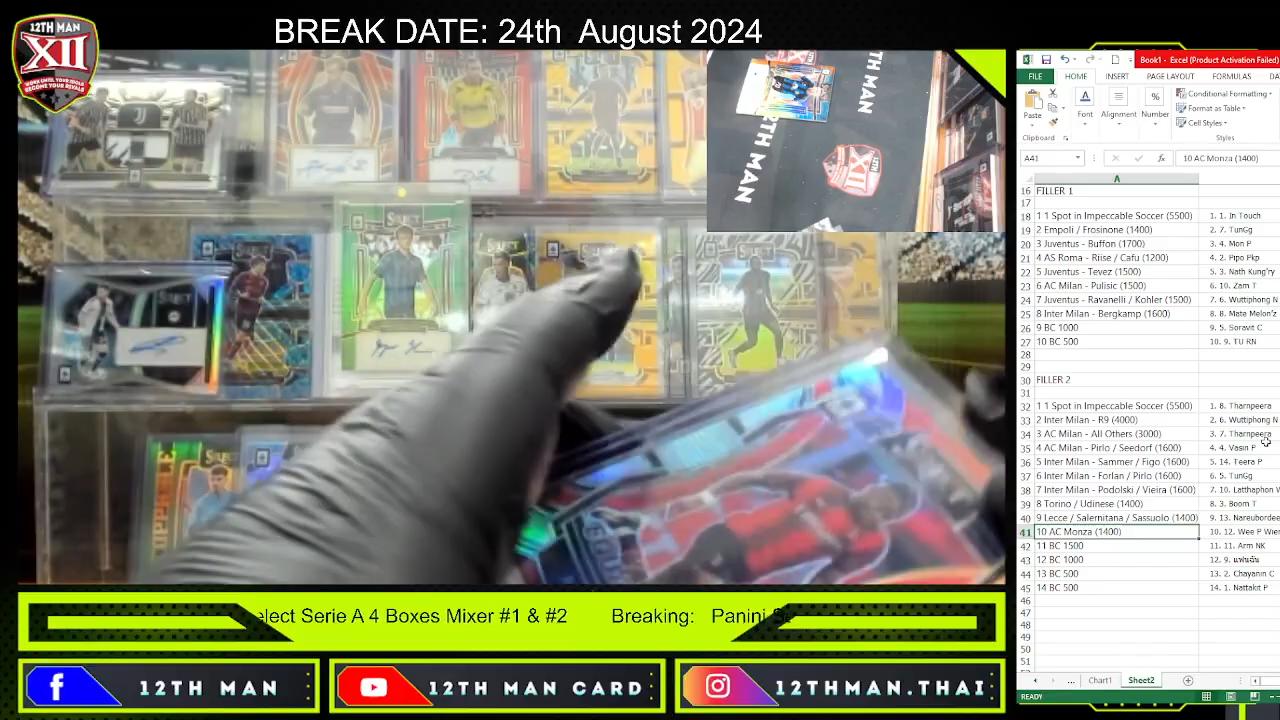 12TH MAN
XII
BREAK DATE: 24th August 2024
12TH MAN
TH MAN
XII
SELECT
Book1 - Excel (Product Activation Failed)
FILE HOME INSERT PAGE LAYOUT FORMULAS
Paste Font Alignment Number
Conditional Formatting
Format as Table
Cell Styles
Clipboard Styles
A41 10 AC Monza (1400)
A
16 FILLER 1
17
18 1 1 Spot in Impeccable Soccer (5500) 1. 1. In Touch
19 2 Empoli / Frosinone (1400) 2. 7. TunGg
20 3 Juventus - Buffon (1700) 3. 4. Mon P
21 4 AS Roma - Riise / Cafu (1200) 4. 2. Pipo Pkp
22 5 Juventus - Tevez (1500) 5. 3. Nath Kung'ry
23 6 AC Milan - Pulisic (1500) 6. 10. Zam T
24 7 Juventus - Ravanelli / Kohler (1500) 7. 6. Wuttiphong N
25 8 Inter Milan - Bergkamp (1600) 8. 8. Mate Melon'z
26 9 BC 1000 9. 5. Soravit C
27 10 BC 500 10. 9. TU RN
28
29
30 FILLER 2
31
32 1 1 Spot in Impeccable Soccer (5500) 1. 8. Tharnpeera
33 2 Inter Milan - R9 (4000) 2. 6. Wuttiphong N
34 3 AC Milan - All Others (3000) 3. 7. Tharnpeera
35 4 AC Milan - Pirlo / Seedorf (1600) 4. 4. Vasin P
36 5 Inter Milan - Sammer / Figo (1600) 5. 14. Teera P
37 6 Inter Milan - Forlan / Pirlo (1600) 6. 5. TunGg
38 7 Inter Milan - Podolski / Vieira (1600) 7. 10. Latthaphon
39 8 Torino / Udinese (1400) 8. 3. Boom T
40 9 Lecce / Salernitana / Sassuolo (1400) 9. 13. Nareuborde
41 10 AC Monza (1400) 10. 12. Wee P Wie
42 11 BC 1500 11. 11. Arm NK
43 12 BC 1000 12. 9.
44 13 BC 500 13. 2. Chayanin C
45 14 BC 500 14. 1. Nattakit P
46
47
48
49
50
51
... Chart1 Sheet2
READY
elect Serie A 4 Boxes Mixer #1 & #2 Breaking: Panini
12TH MAN
12TH MAN CARD
12THMAN.THAI